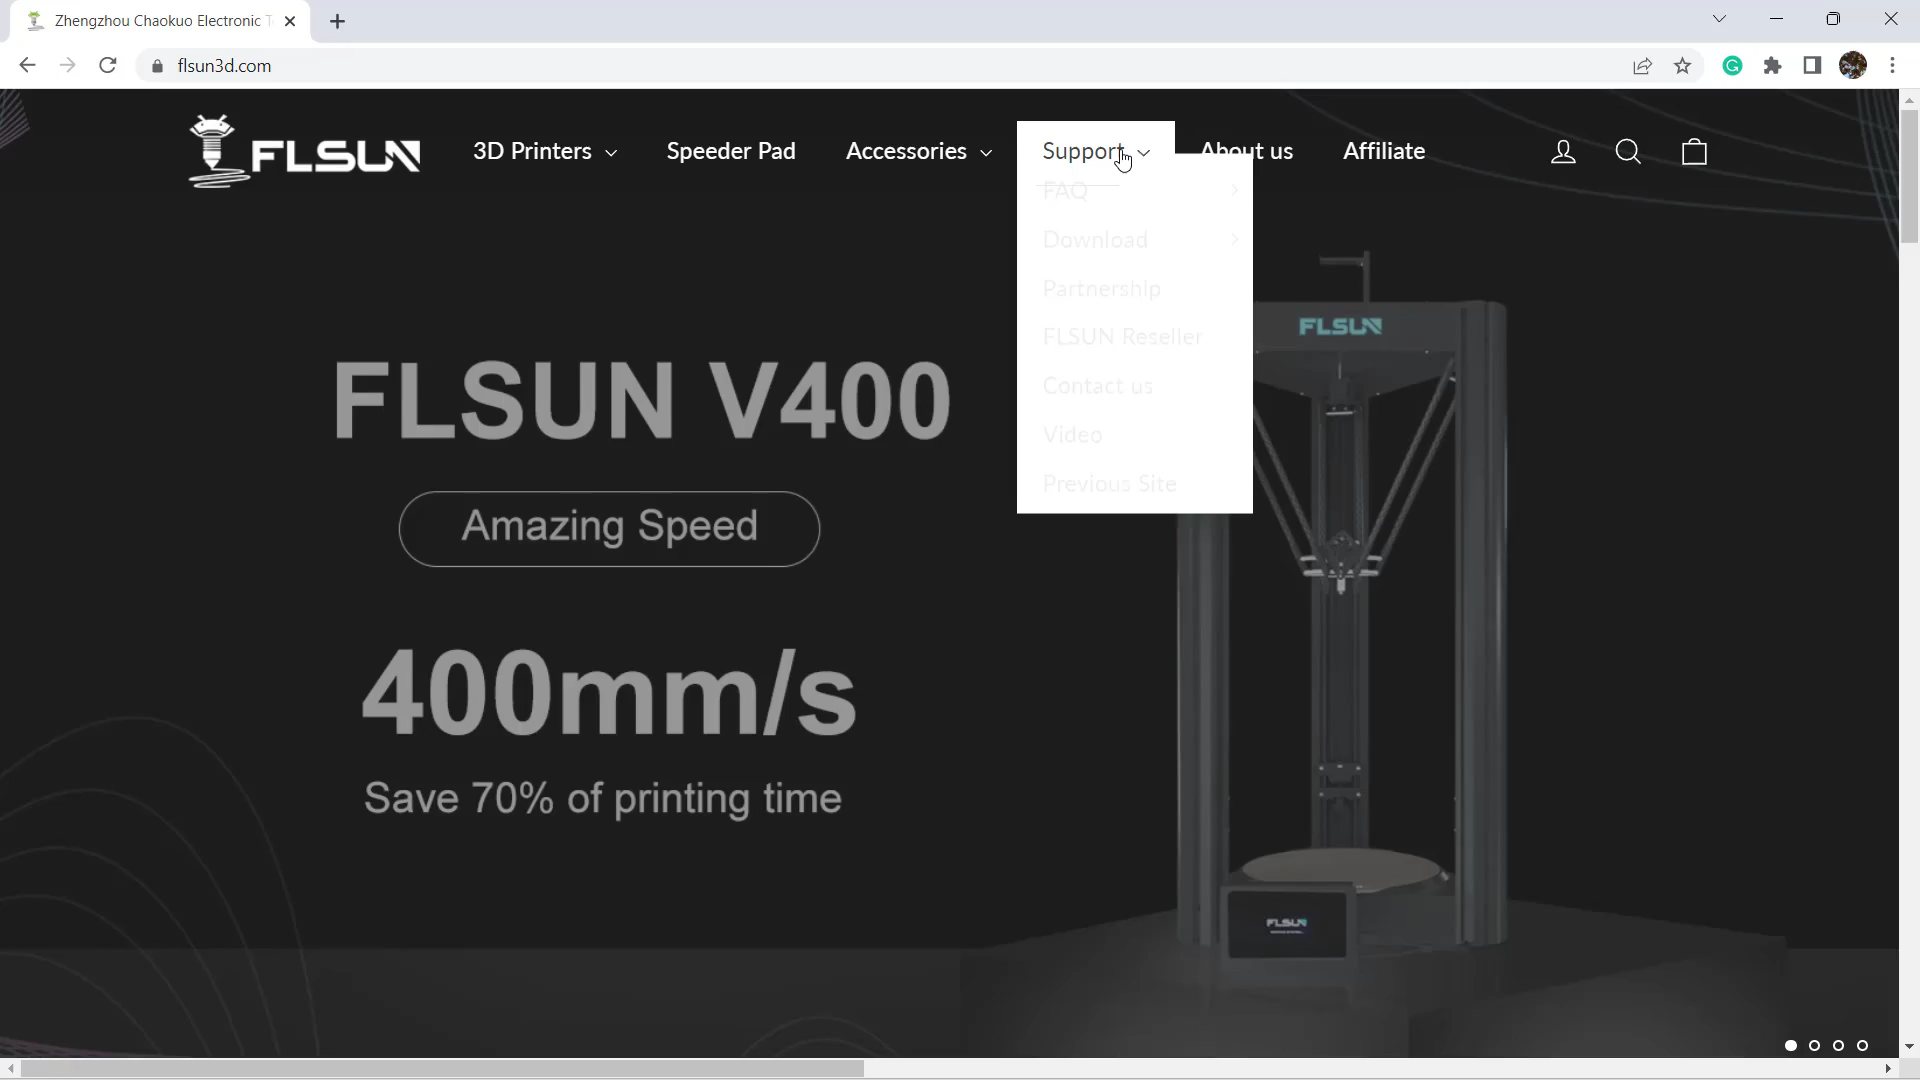 Zhengzhou Chaokuo Electronic
flsun3d.com
FLSUN
3D Printers
Speeder Pad
Accessories
Support
About us
Affiliate
FAQ
Download
Partnership
FLSUN Reseller
Contact us
Video
Previous Site
FLSUN
FLSUN V400
Amazing Speed
400mm/s
Save 70% of printing time
FLSUN